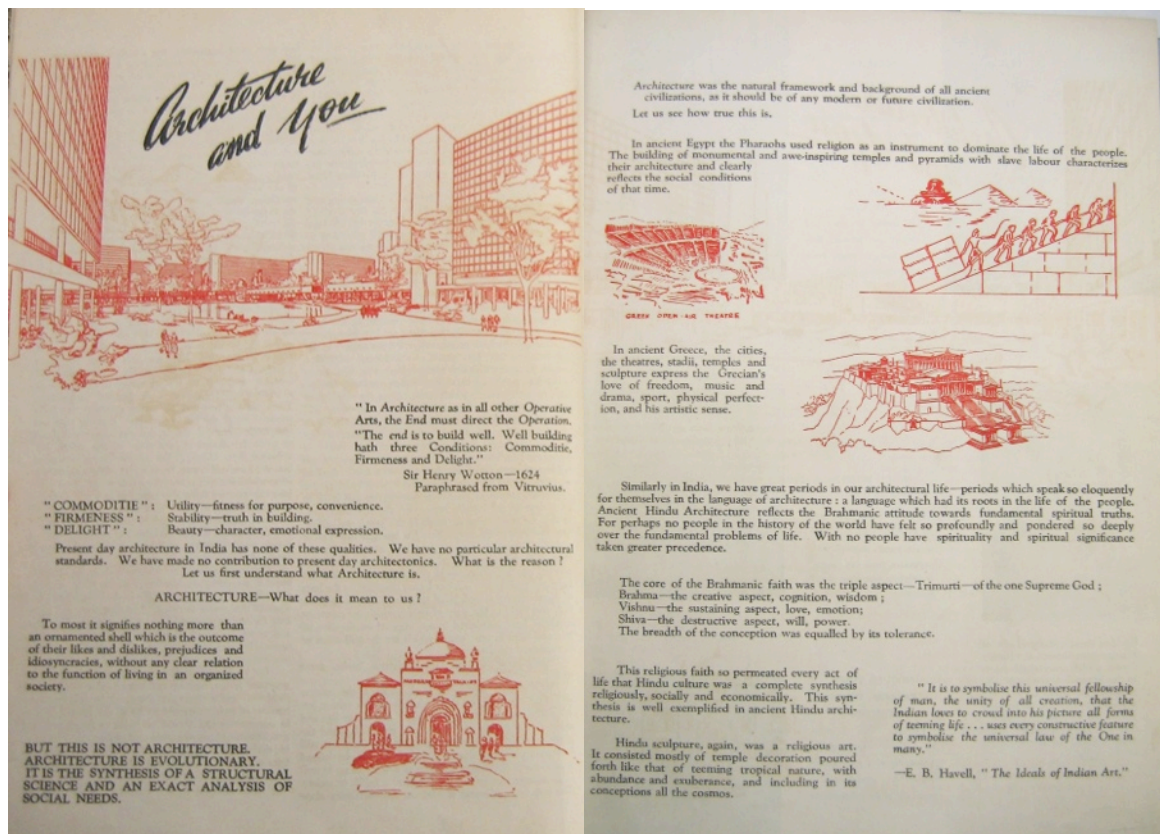 Architecture
and You
" In Architecture as in all other Operative
Arts, the End must direct the Operation.
"The end is to build well. Well building
hath three Conditions: Commoditie,
Firmeness and Delight."
Sir Henry Wotton—1624
Paraphrased from Vitruvius.
" COMMODITIE " : Utility—fitness for purpose, convenience.
" FIRMENESS " : Stability—truth in building.
" DELIGHT " : Beauty—character, emotional expression.
Present day architecture in India has none of these qualities. We have no particular architectural
standards. We have made no contribution to present day architectonics. What is the reason ?
Let us first understand what Architecture is.
ARCHITECTURE—What does it mean to us ?
To most it signifies nothing more than
an ornamented shell which is the outcome
of their likes and dislikes, prejudices and
idiosyncracies, without any clear relation
to the function of living in an organized
society.
BUT THIS IS NOT ARCHITECTURE.
ARCHITECTURE IS EVOLUTIONARY.
IT IS THE SYNTHESIS OF A STRUCTURAL
SCIENCE AND AN EXACT ANALYSIS OF
SOCIAL NEEDS.
Architecture was the natural framework and background of all ancient
civilizations, as it should be of any modern or future civilization.
Let us see how true this is.
In ancient Egypt the Pharaohs used religion as an instrument to dominate the life of the people.
The building of monumental and awe-inspiring temples and pyramids with slave labour characterizes
their architecture and clearly
reflects the social conditions
of that time.
GREEK OPEN-AIR THEATRE
In ancient Greece, the cities,
the theatres, stadii, temples and
sculpture express the Grecian's
love of freedom, music and
drama, sport, physical perfect-
ion, and his artistic sense.
Similarly in India, we have great periods in our architectural life—periods which speak so eloquently
for themselves in the language of architecture : a language which had its roots in the life of the people.
Ancient Hindu Architecture reflects the Brahmanic attitude towards fundamental spiritual truths.
For perhaps no people in the history of the world have felt so profoundly and pondered so deeply
over the fundamental problems of life. With no people have spirituality and spiritual significance
taken greater precedence.
The core of the Brahmanic faith was the triple aspect—Trimurti—of the one Supreme God ;
Brahma—the creative aspect, cognition, wisdom ;
Vishnu—the sustaining aspect, love, emotion;
Shiva—the destructive aspect, will, power.
The breadth of the conception was equalled by its tolerance.
This religious faith so permeated every act of
life that Hindu culture was a complete synthesis
religiously, socially and economically. This syn-
thesis is well exemplified in ancient Hindu archi-
tecture.
Hindu sculpture, again, was a religious art.
It consisted mostly of temple decoration poured
forth like that of teeming tropical nature, with
abundance and exuberance, and including in its
conceptions all the cosmos.
" It is to symbolise this universal fellowship
of man, the unity of all creation, that the
Indian loves to crowd into his picture all forms
of teeming life . . . uses every constructive feature
to symbolise the universal law of the One in
many."
—E. B. Havell, " The Ideals of Indian Art."